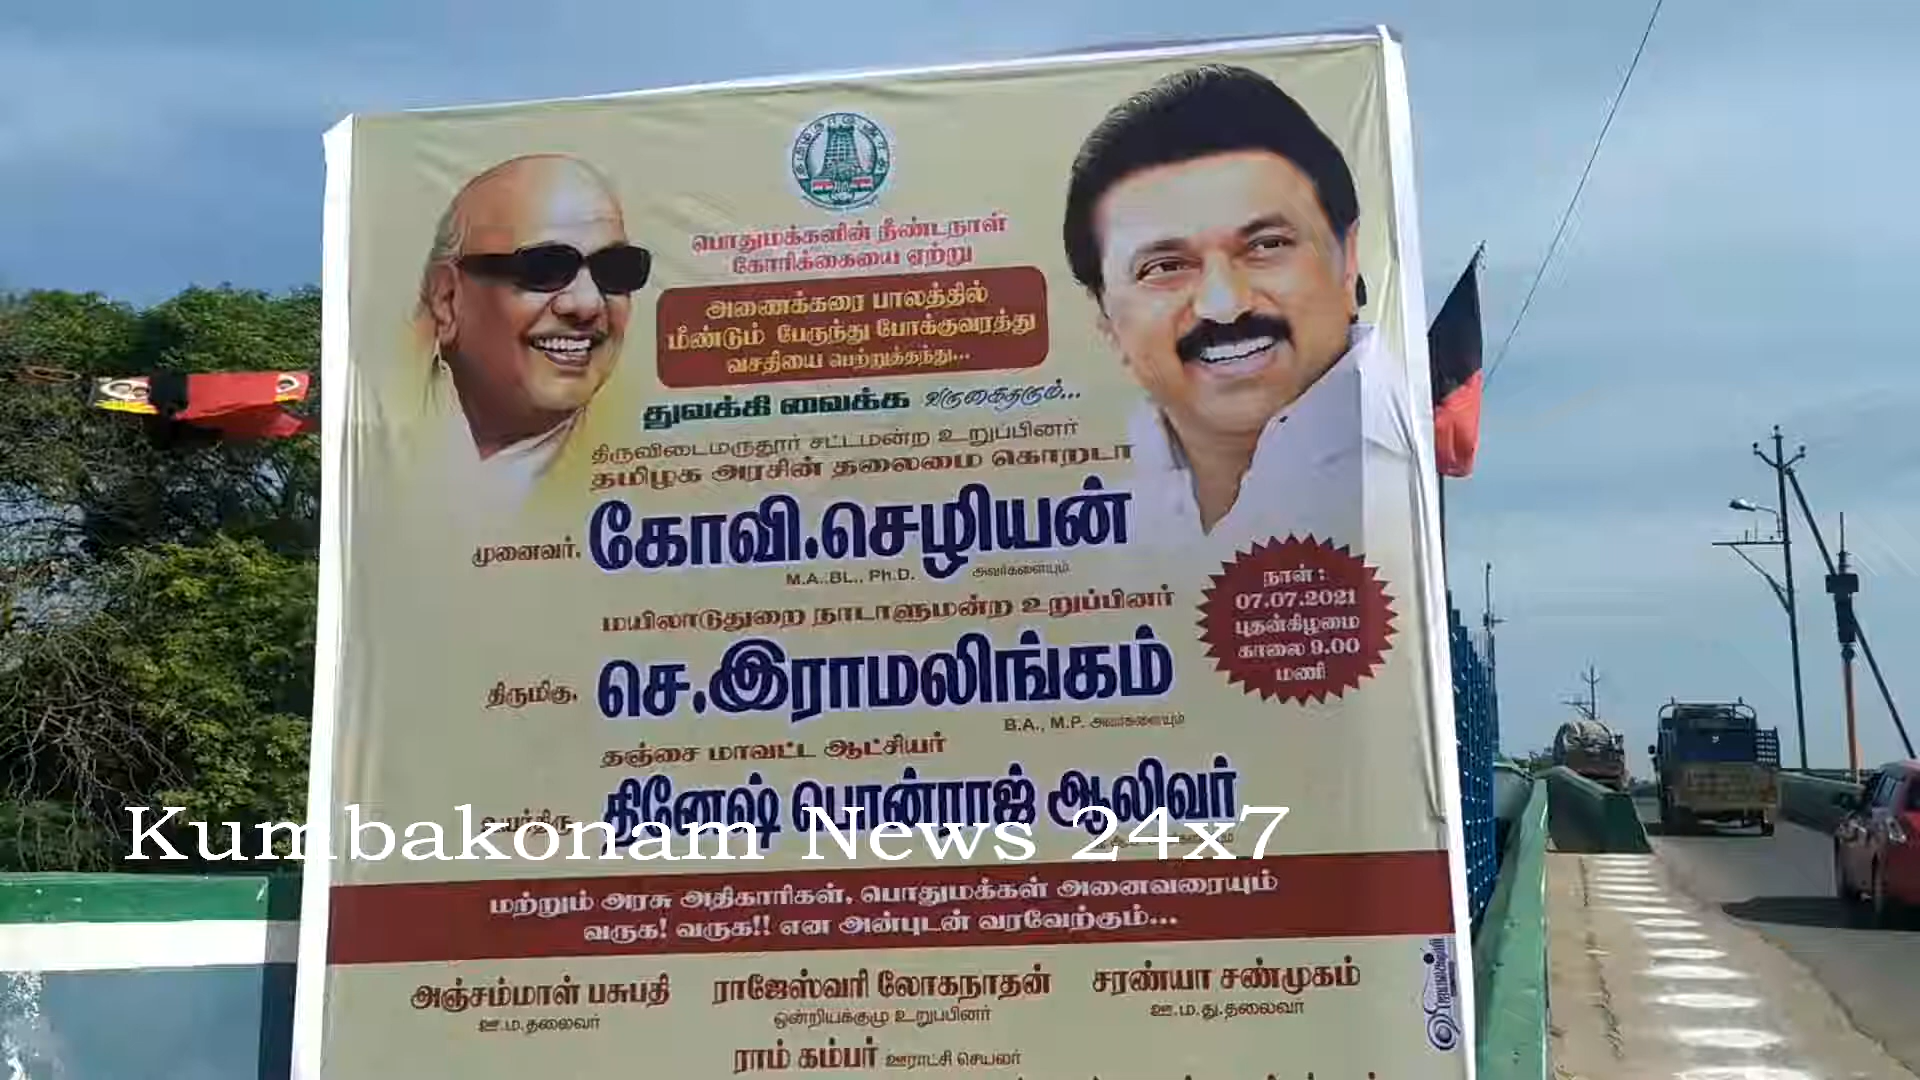 பொதுமக்களின் நீண்டநாள்
கோரிக்கையை ஏற்று
அணைக்கரை பாலத்தில்
மீண்டும் பேருந்து போக்குவரத்து
வசதியை பெற்றுத்தந்து...
துவக்கி வைக்க வருகைதரும்...
திருவிடைமருதூர் சட்டமன்ற உறுப்பினர்
தமிழக அரசின் தலைமை கொறடா
முனைவர். கோவி.செழியன்
M.A.,BL., Ph.D. அவர்களையும்
மயிலாடுதுறை நாடாளுமன்ற உறுப்பினர்
திருமிகு. செ.இராமலிங்கம்
B.A., M.P. அவர்களையும்
நாள் :
07.07.2021
புதன்கிழமை
காலை 9.00
மணி
தஞ்சை மாவட்ட ஆட்சியர்
தினேஷ் பொன்ராஜ் ஆலிவர்
Kumbakonam News 24x7
மற்றும் அரசு அதிகாரிகள், பொதுமக்கள் அனைவரையும்
வருக! வருக!! என அன்புடன் வரவேற்கும்...
அஞ்சம்மாள் பசுபதி ராஜேஸ்வரி லோகநாதன் சரண்யா சண்முகம்
ஊ.ம.தலைவர் ஒன்றியக்குழு உறுப்பினர் ஊ.ம.து.தலைவர்
ராம் கம்பர் ஊராட்சி செயலர்